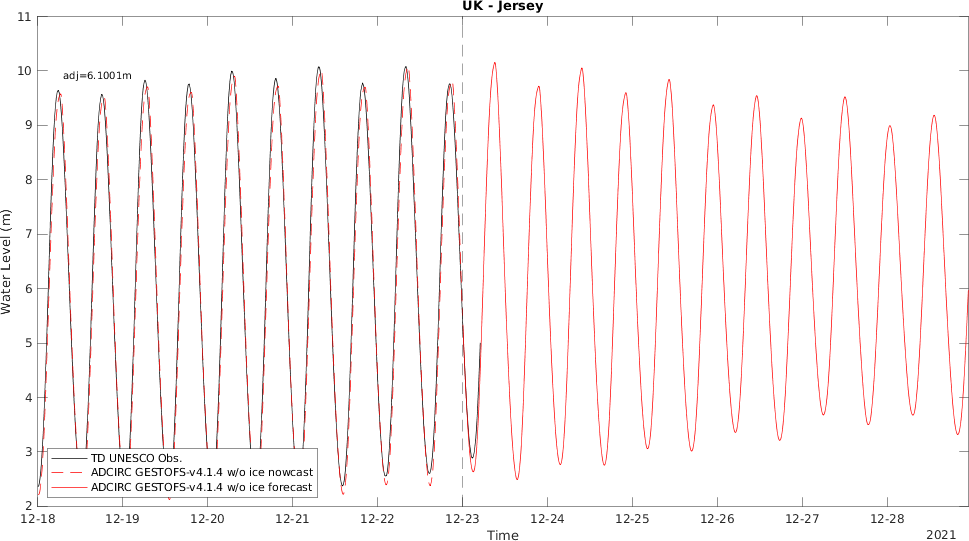 UK - Jersey
11
10
9
8
7
6
5
4
3
2
Water Level (m)
adj=6.1001m
TD UNESCO Obs.
ADCIRC GESTOFS-v4.1.4 w/o ice nowcast
ADCIRC GESTOFS-v4.1.4 w/o ice forecast
12-18 12-19 12-20 12-21 12-22 12-23 12-24 12-25 12-26 12-27 12-28
Time
2021